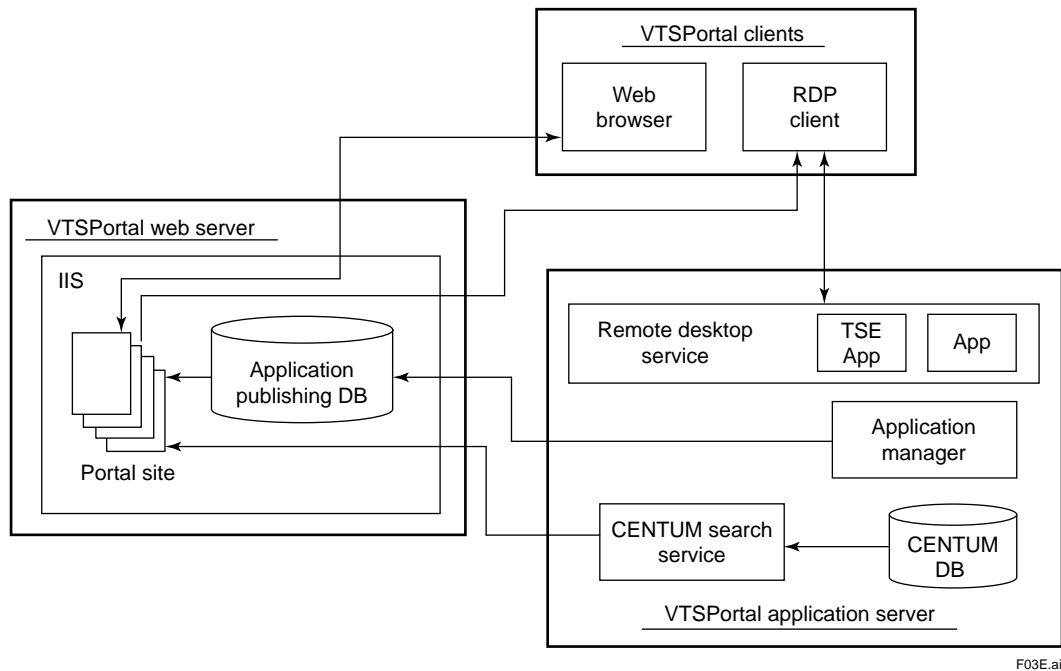 VTSPortal clients
Web
browser
RDP
client
VTSPortal web server
IIS
Application
publishing DB
Portal site
Remote desktop
service
TSE
App
App
Application
manager
CENTUM search
service
CENTUM
DB
VTSPortal application server
F03E.ai